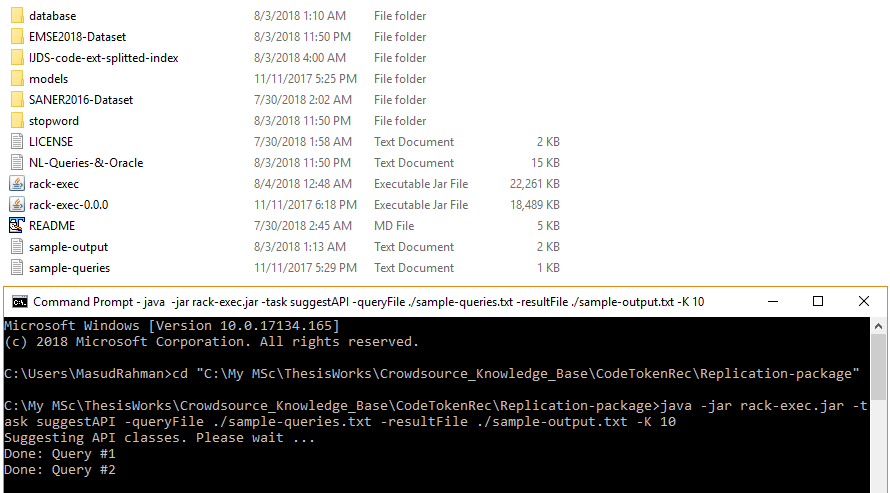 database 8/3/2018 1:10 AM File folder
EMSE2018-Dataset 8/3/2018 11:50 PM File folder
IJDS-code-ext-splitted-index 8/3/2018 4:00 AM File folder
models 11/11/2017 5:25 PM File folder
SANER2016-Dataset 7/30/2018 2:02 AM File folder
stopword 8/3/2018 11:50 PM File folder
LICENSE 7/30/2018 1:58 AM Text Document 2 KB
NL-Queries-&-Oracle 8/3/2018 11:50 PM Text Document 15 KB
rack-exec 8/4/2018 12:48 AM Executable Jar File 22,261 KB
rack-exec-0.0.0 11/11/2017 6:18 PM Executable Jar File 18,489 KB
README 7/30/2018 2:45 AM MD File 5 KB
sample-output 8/3/2018 1:13 AM Text Document 2 KB
sample-queries 11/11/2017 5:29 PM Text Document 1 KB
Command Prompt - java -jar rack-exec.jar -task suggestAPI -queryFile ./sample-queries.txt -resultFile ./sample-output.txt -K 10
Microsoft Windows [Version 10.0.17134.165]
(c) 2018 Microsoft Corporation. All rights reserved.
C:\Users\MasudRahman>cd "C:\My MSc\ThesisWorks\Crowdsource_Knowledge_Base\CodeTokenRec\Replication-package"
C:\My MSc\ThesisWorks\Crowdsource_Knowledge_Base\CodeTokenRec\Replication-package>java -jar rack-exec.jar -t
ask suggestAPI -queryFile ./sample-queries.txt -resultFile ./sample-output.txt -K 10
Suggesting API classes. Please wait ...
Done: Query #1
Done: Query #2